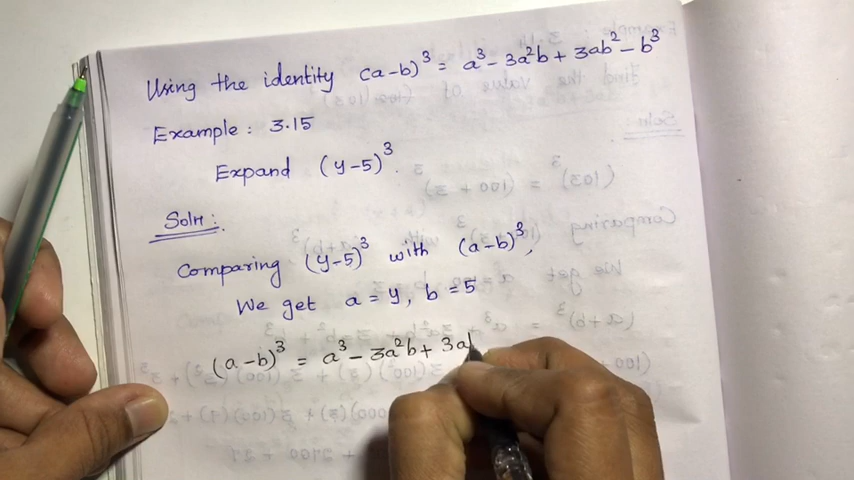 Using the identity (a-b)³ = a³ - 3a²b + 3ab² - b³
Example: 3.15
Expand (y-5)³.
Soln:
Comparing (y-5)³ with (a-b)³,
We get a = y, b = 5
(a-b)³ = a³ - 3a²b + 3ab